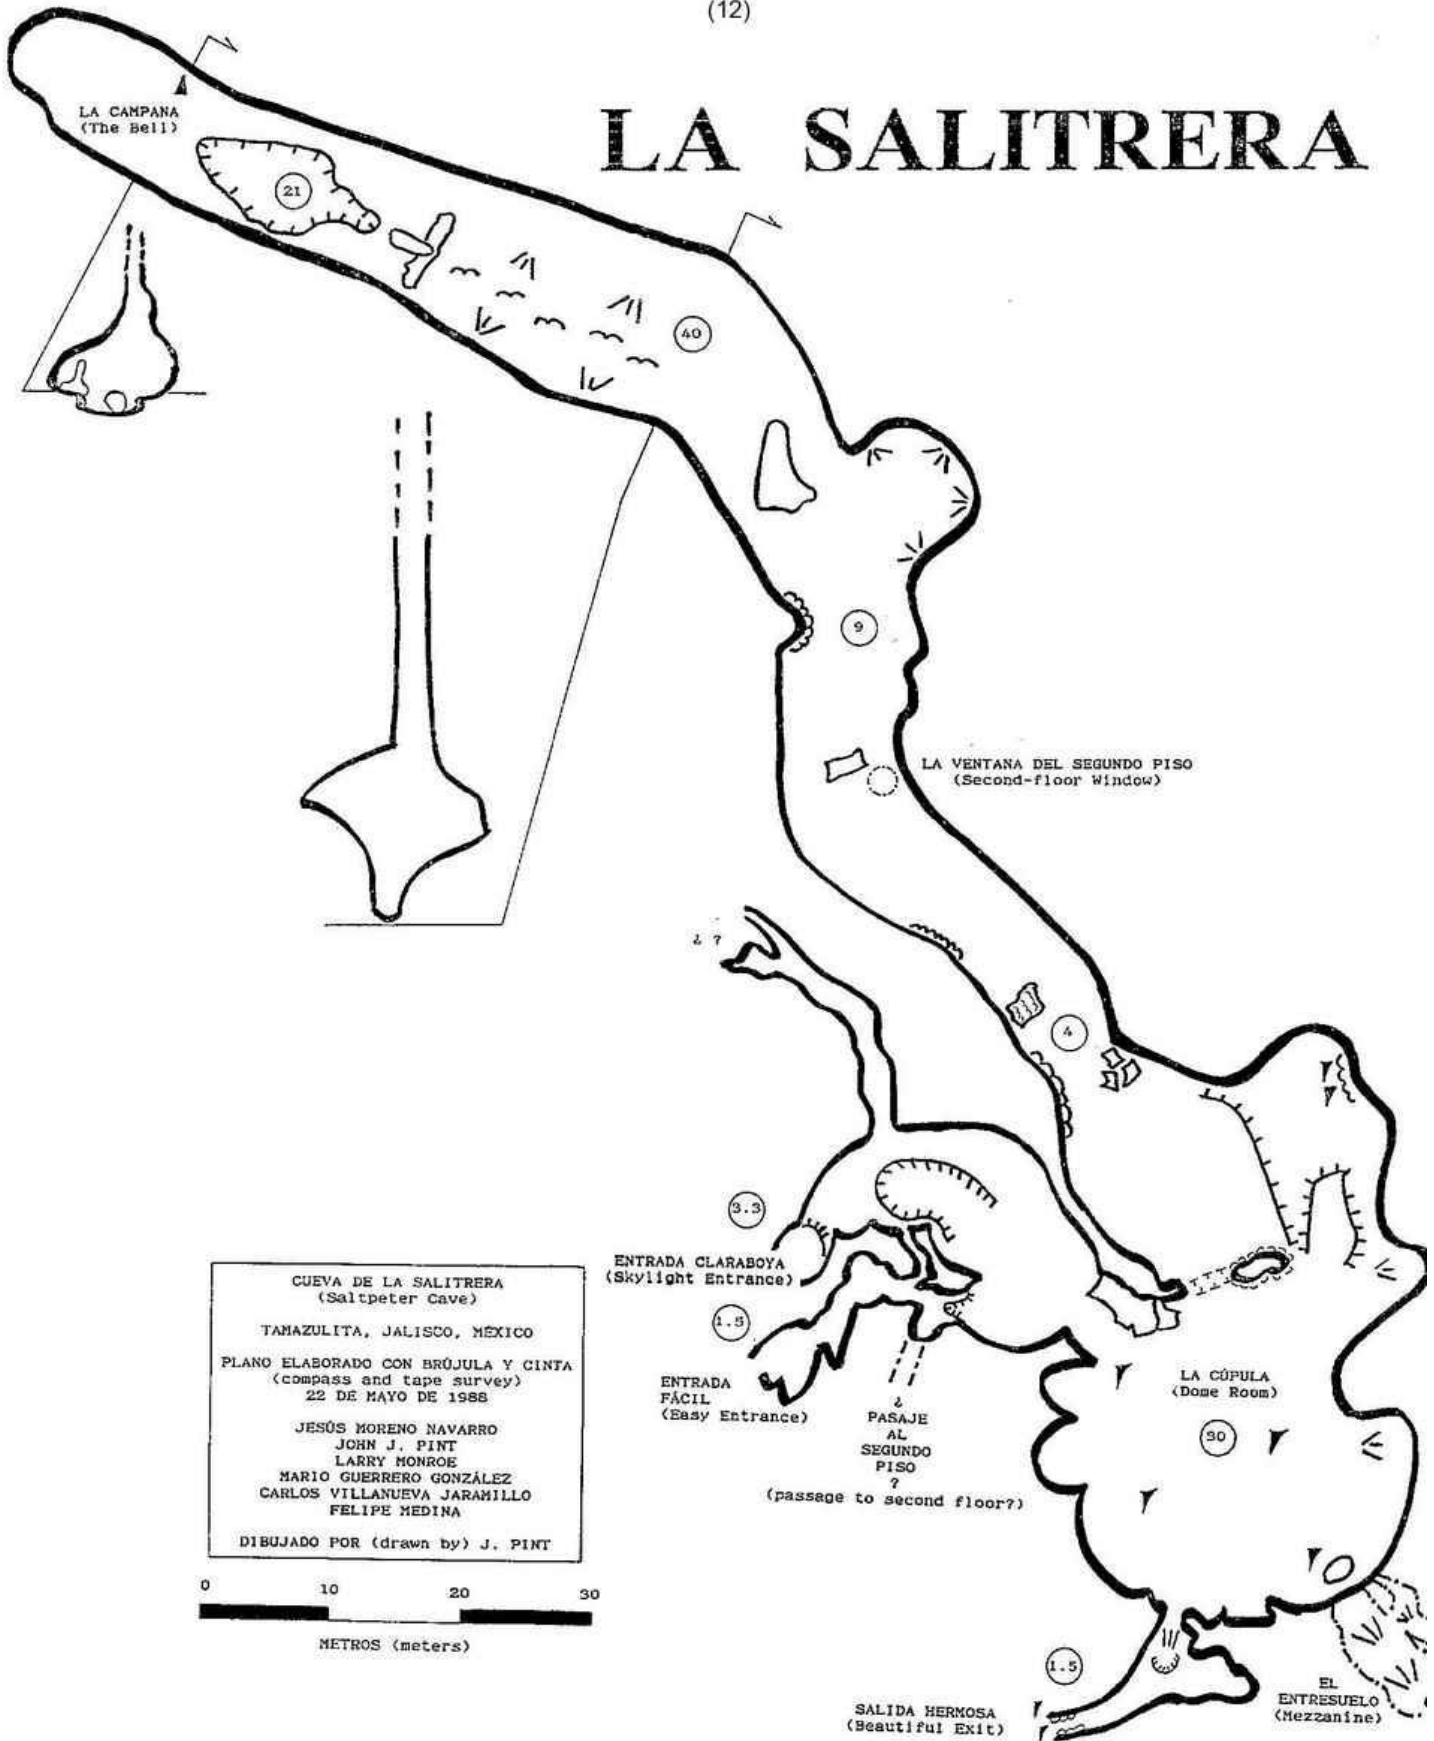 (12)
LA SALITRERA
LA CAMPANA
(The Bell)
21
40
9
LA VENTANA DEL SEGUNDO PISO
(Second-floor Window)
¿ ?
4
3.3
ENTRADA CLARABOYA
(Skylight Entrance)
1.5
ENTRADA
FÁCIL
(Easy Entrance)
¿
PASAJE
AL
SEGUNDO
PISO
?
(passage to second floor?)
LA CÚPULA
(Dome Room)
30
1.5
SALIDA HERMOSA
(Beautiful Exit)
EL
ENTRESUELO
(Mezzanine)
CUEVA DE LA SALITRERA
(Saltpeter Cave)
TAMAZULITA, JALISCO, MÉXICO
PLANO ELABORADO CON BRÚJULA Y CINTA
(compass and tape survey)
22 DE MAYO DE 1988
JESÚS MORENO NAVARRO
JOHN J. PINT
LARRY MONROE
MARIO GUERRERO GONZÁLEZ
CARLOS VILLANUEVA JARAMILLO
FELIPE MEDINA
DIBUJADO POR (drawn by) J. PINT
0 10 20 30
METROS (meters)